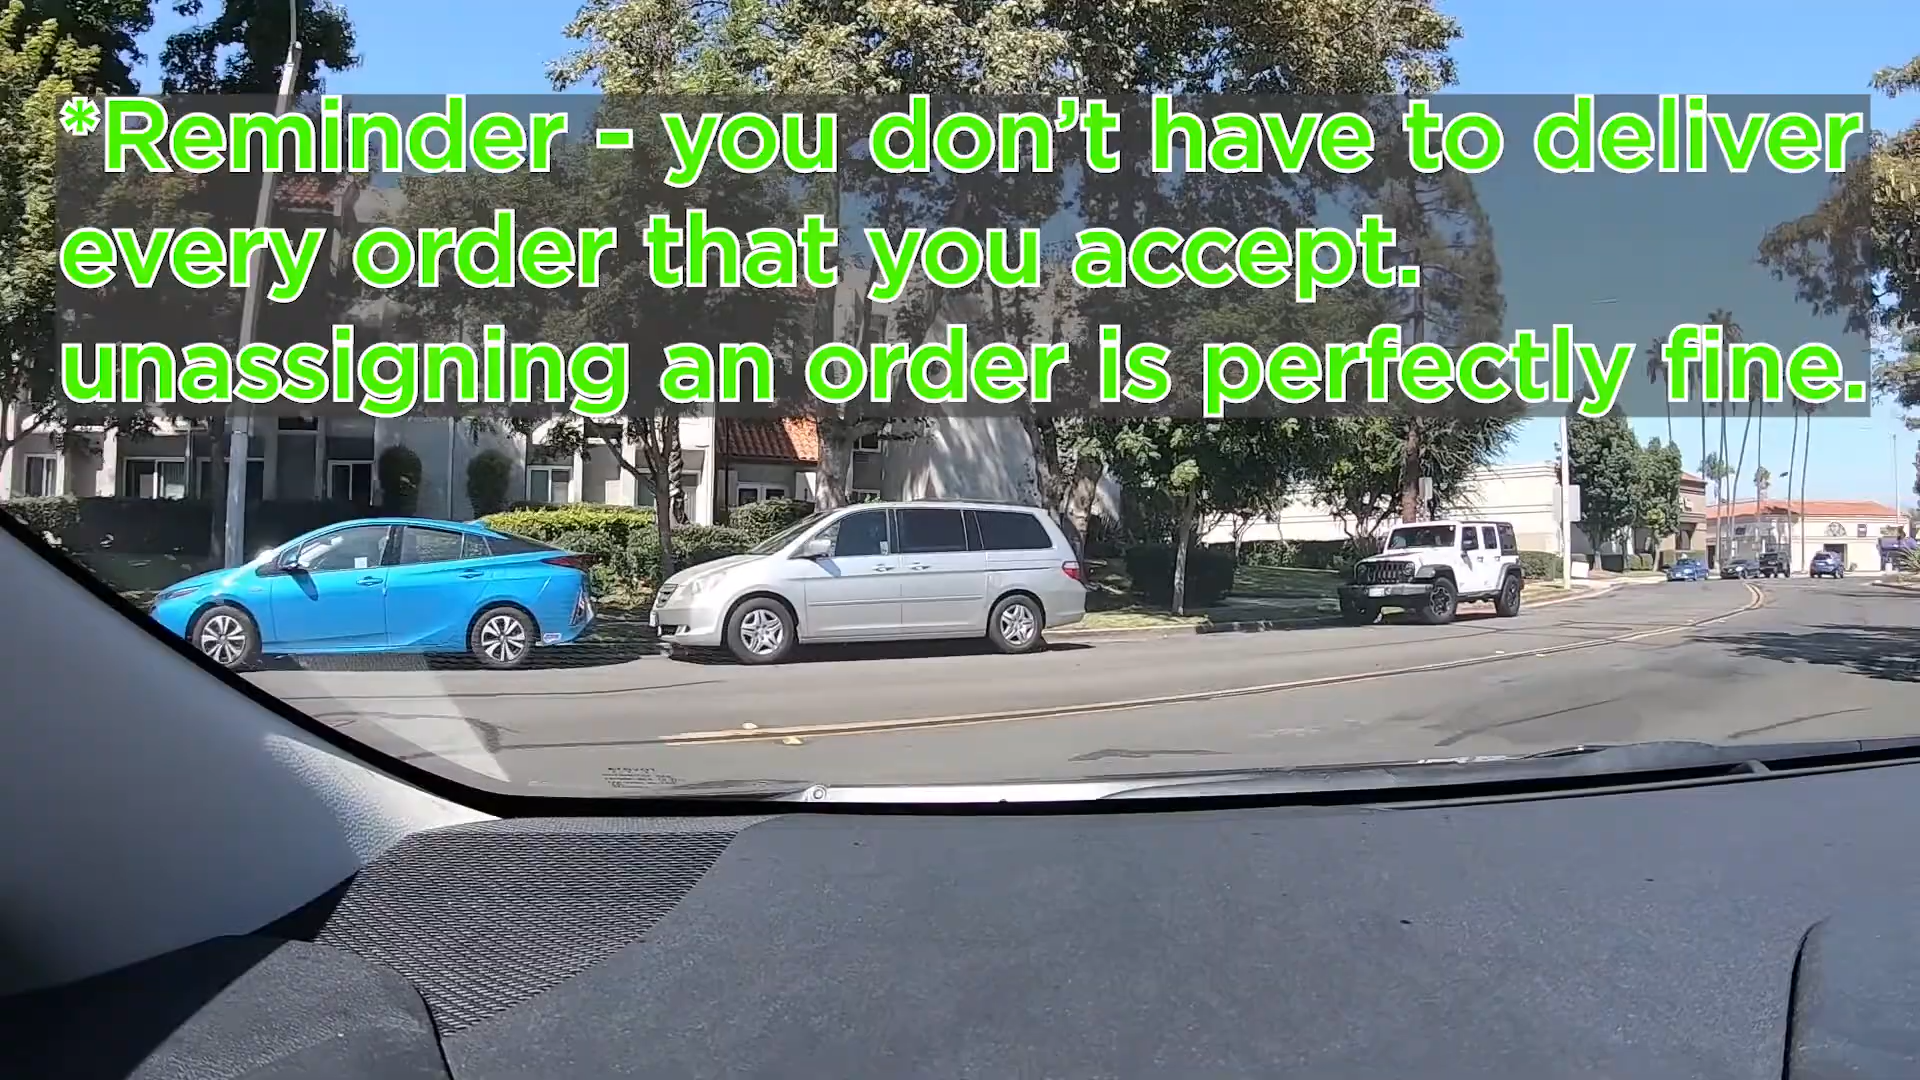 *Reminder - you don't have to deliver
every order that you accept.
unassigning an order is perfectly fine.